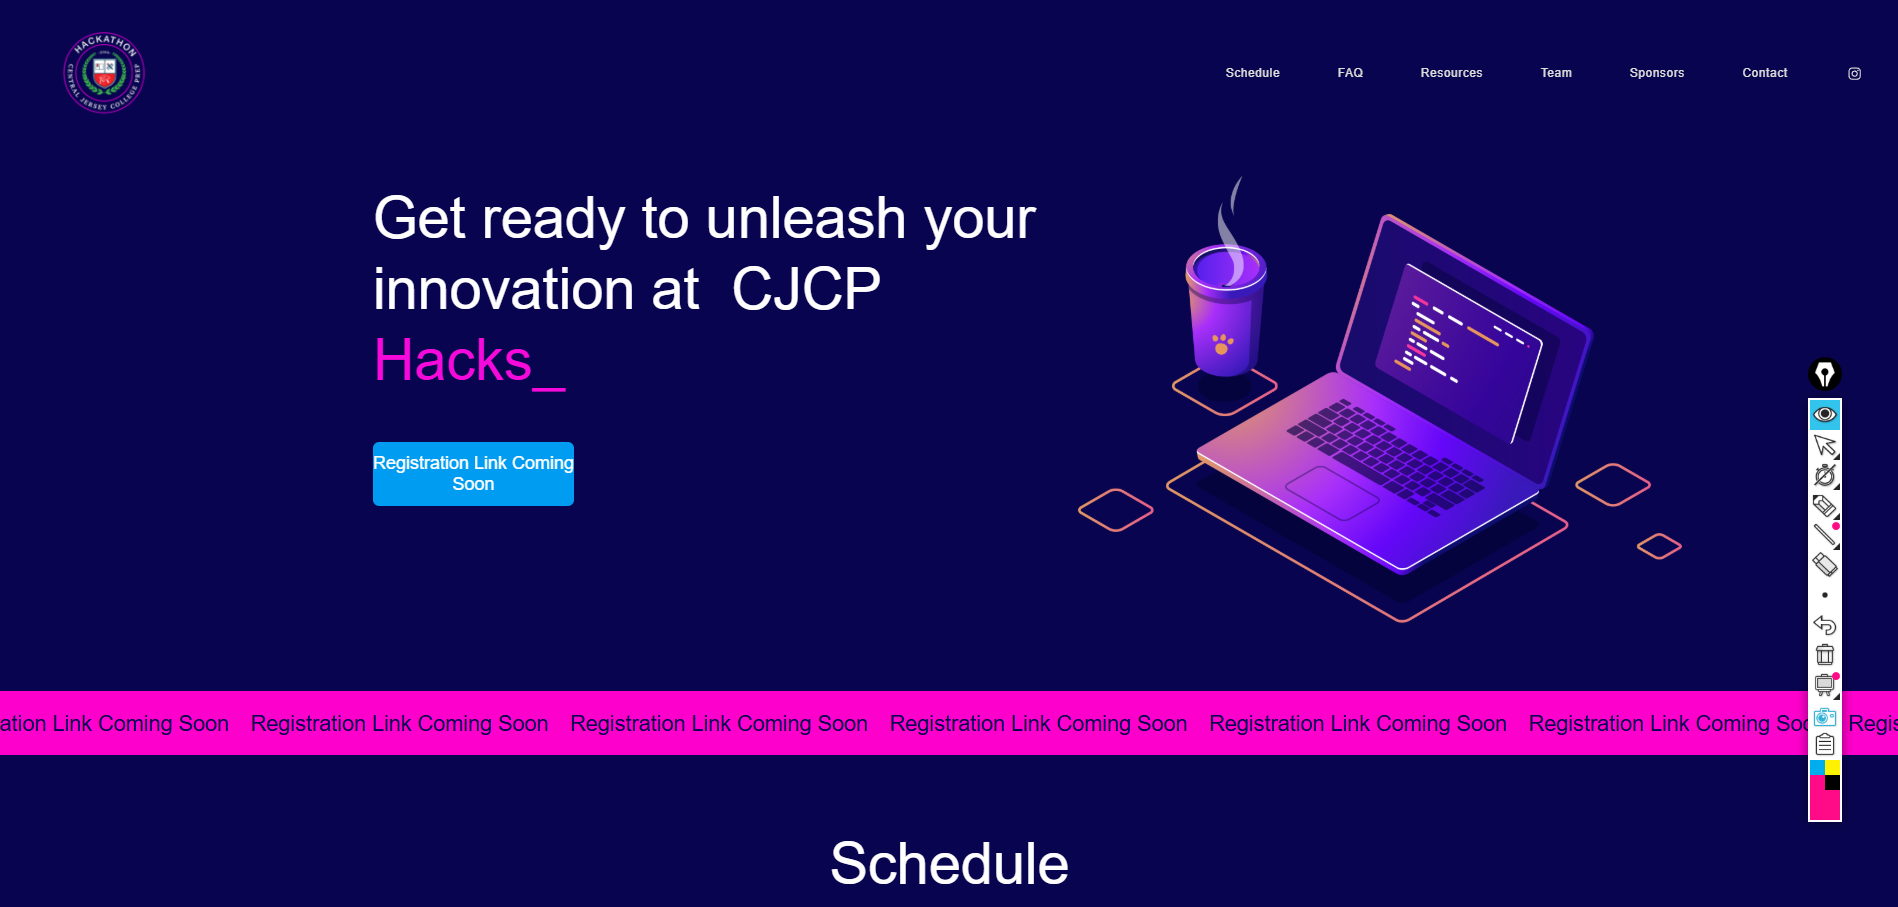 HACKATHON
CENTRAL JERSEY COLLEGE PREP
Schedule
FAQ
Resources
Team
Sponsors
Contact
Get ready to unleash your
innovation at CJCP
Hacks_
Registration Link Coming
Soon
ation Link Coming Soon Registration Link Coming Soon Registration Link Coming Soon Registration Link Coming Soon Registration Link Coming Soon Registration Link Coming Soo Regis
Schedule